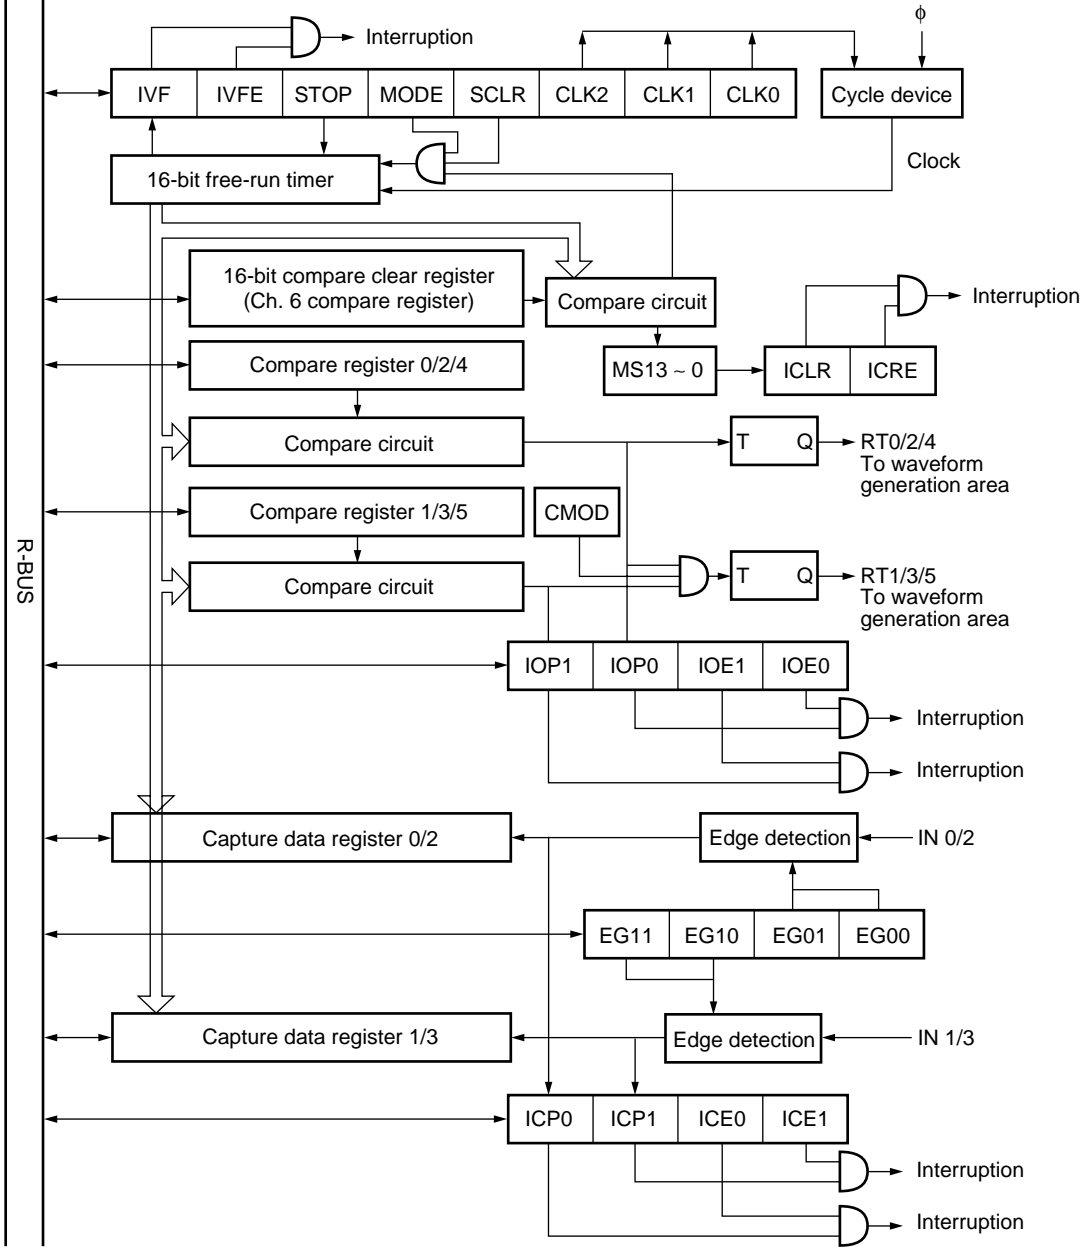 ϕ
Interruption
IVF IVFE STOP MODE SCLR CLK2 CLK1 CLK0 Cycle device
16-bit free-run timer
Clock
16-bit compare clear register
(Ch. 6 compare register)
Compare circuit
Interruption
Compare register 0/2/4
MS13 ~ 0
ICLR ICRE
Compare circuit
T Q
RT0/2/4
To waveform
generation area
Compare register 1/3/5
CMOD
R-BUS
Compare circuit
T Q
RT1/3/5
To waveform
generation area
IOP1 IOP0 IOE1 IOE0
Interruption
Interruption
Capture data register 0/2
Edge detection
IN 0/2
EG11 EG10 EG01 EG00
Capture data register 1/3
Edge detection
IN 1/3
ICP0 ICP1 ICE0 ICE1
Interruption
Interruption